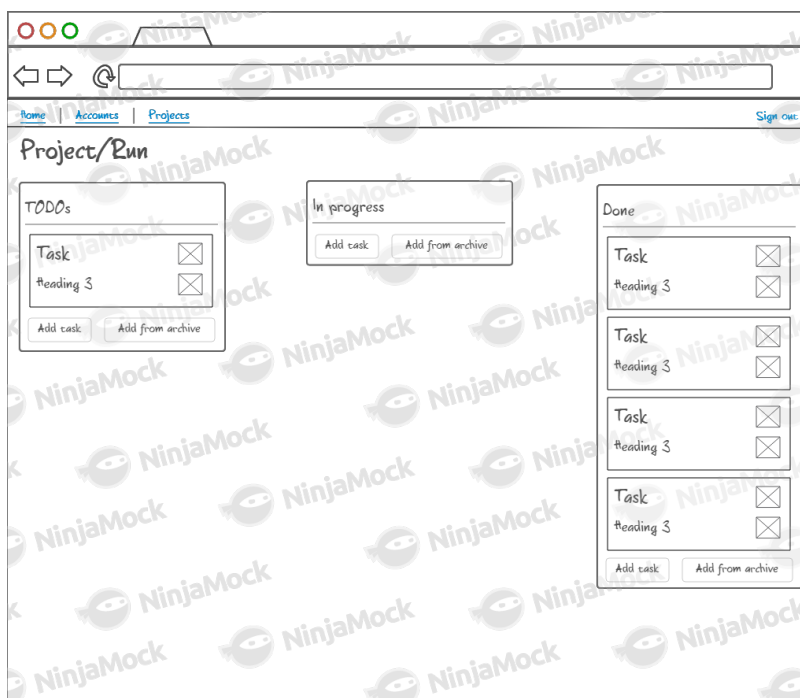 Home | Accounts | Projects
Sign out
Project/Run
TODOs
Task
Heading 3
Add task
Add from archive
In progress
Add task
Add from archive
Done
Task
Heading 3
Task
Heading 3
Task
Heading 3
Task
Heading 3
Add task
Add from archive
NinjaMock